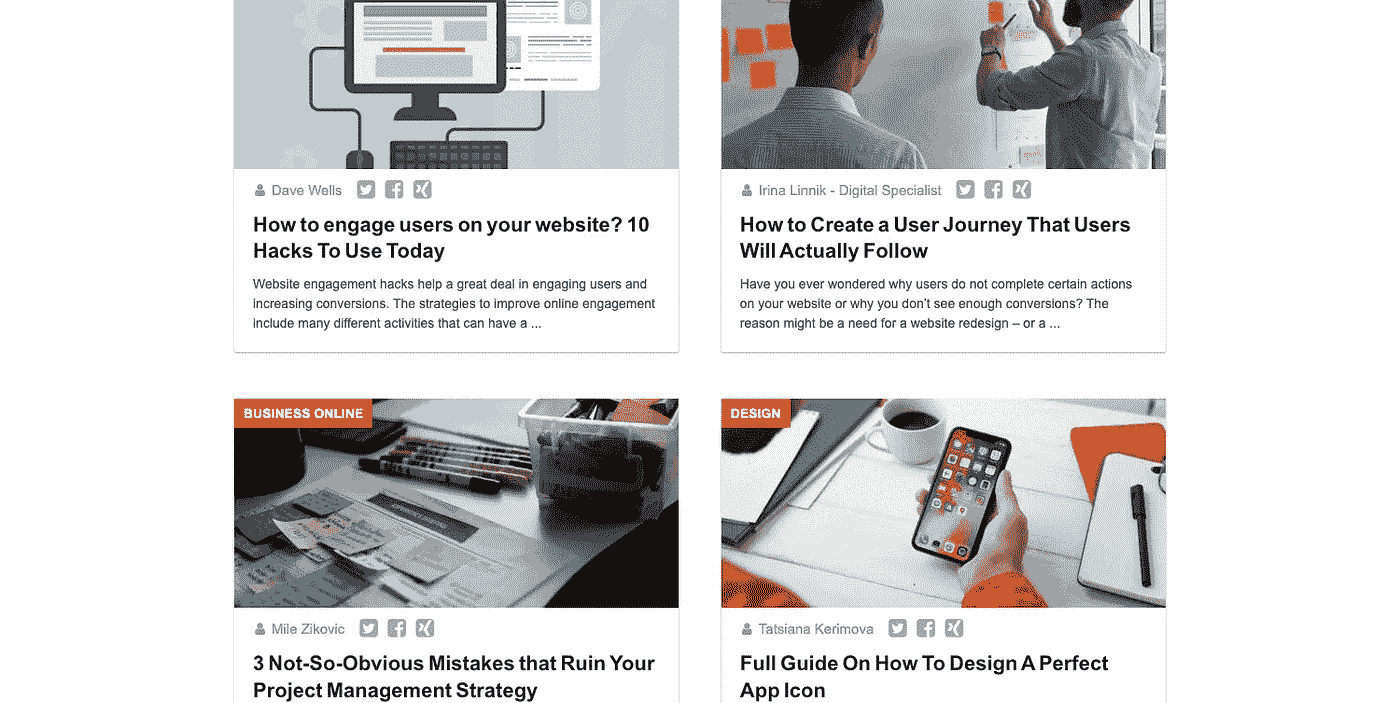 Dave Wells
How to engage users on your website? 10
Hacks To Use Today
Website engagement hacks help a great deal in engaging users and
increasing conversions. The strategies to improve online engagement
include many different activities that can have a ...
Irina Linnik - Digital Specialist
How to Create a User Journey That Users
Will Actually Follow
Have you ever wondered why users do not complete certain actions
on your website or why you don't see enough conversions? The
reason might be a need for a website redesign – or a ...
BUSINESS ONLINE
Mile Zikovic
3 Not-So-Obvious Mistakes that Ruin Your
Project Management Strategy
DESIGN
Tatsiana Kerimova
Full Guide On How To Design A Perfect
App Icon